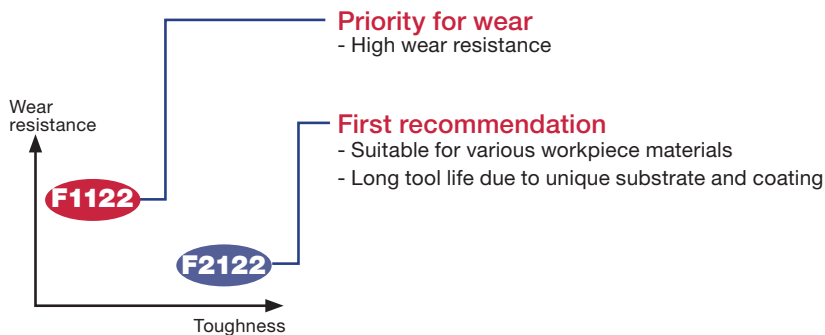 Priority for wear
- High wear resistance
Wear
resistance
First recommendation
- Suitable for various workpiece materials
- Long tool life due to unique substrate and coating
F1122
F2122
Toughness